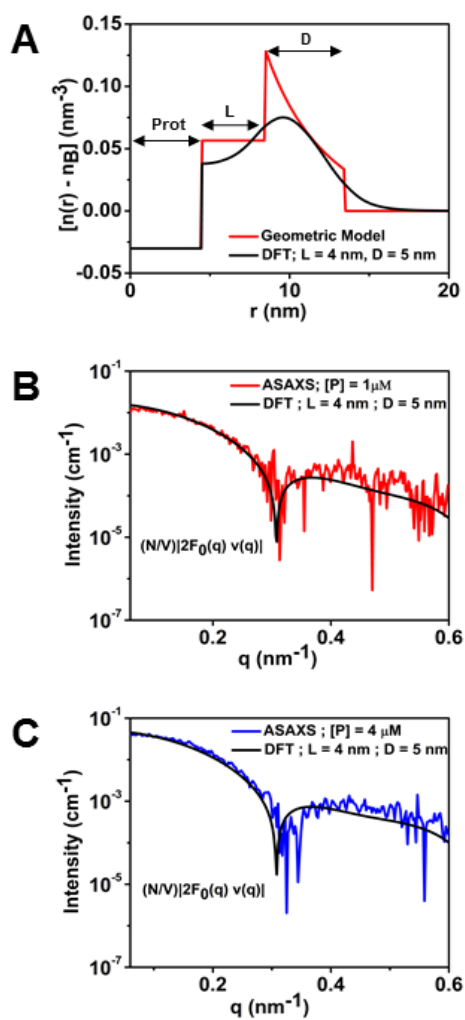 A
[n(r) - nB] (nm-3)
0.15
0.10
0.05
0.00
-0.05
Prot
L
D
Geometric Model
DFT; L = 4 nm, D = 5 nm
0
10
20
r (nm)
B
Intensity (cm-1)
10-1
10-3
10-5
10-7
ASAXS; [P] = 1μM
DFT ; L = 4 nm ; D = 5 nm
(N/V)|2F0(q) v(q)|
0.2
0.4
0.6
q (nm-1)
C
Intensity (cm-1)
10-1
10-3
10-5
10-7
ASAXS ; [P] = 4 μM
DFT ; L = 4 nm ; D = 5 nm
(N/V)|2F0(q) v(q)|
0.2
0.4
0.6
q (nm-1)